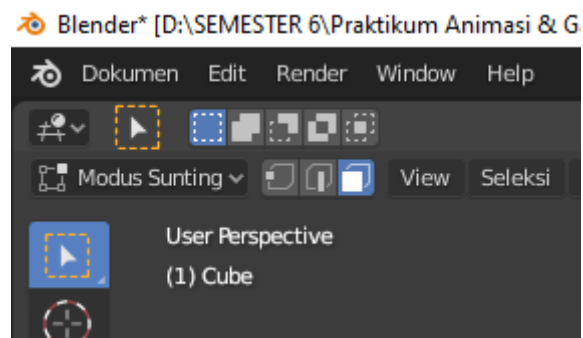 Blender* [D:\SEMESTER 6\Praktikum Animasi & G
Dokumen Edit Render Window Help
Modus Sunting View Seleksi
User Perspective
(1) Cube